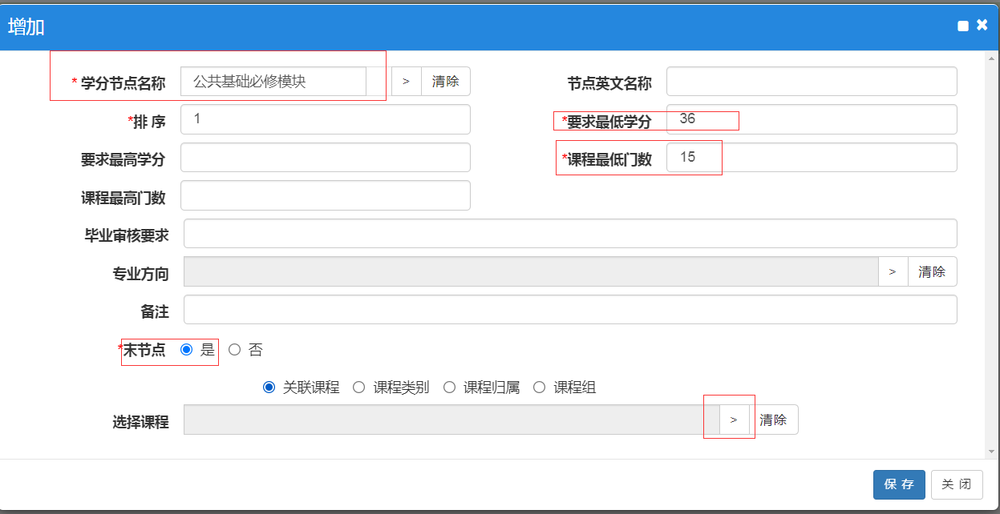 增加
* 学分节点名称 公共基础必修模块 > 清除 节点英文名称
*排 序 1 *要求最低学分 36
要求最高学分 *课程最低门数 15
课程最高门数
毕业审核要求
专业方向 > 清除
备注
*末节点 是 否
关联课程 课程类别 课程归属 课程组
选择课程 > 清除
保 存 关 闭